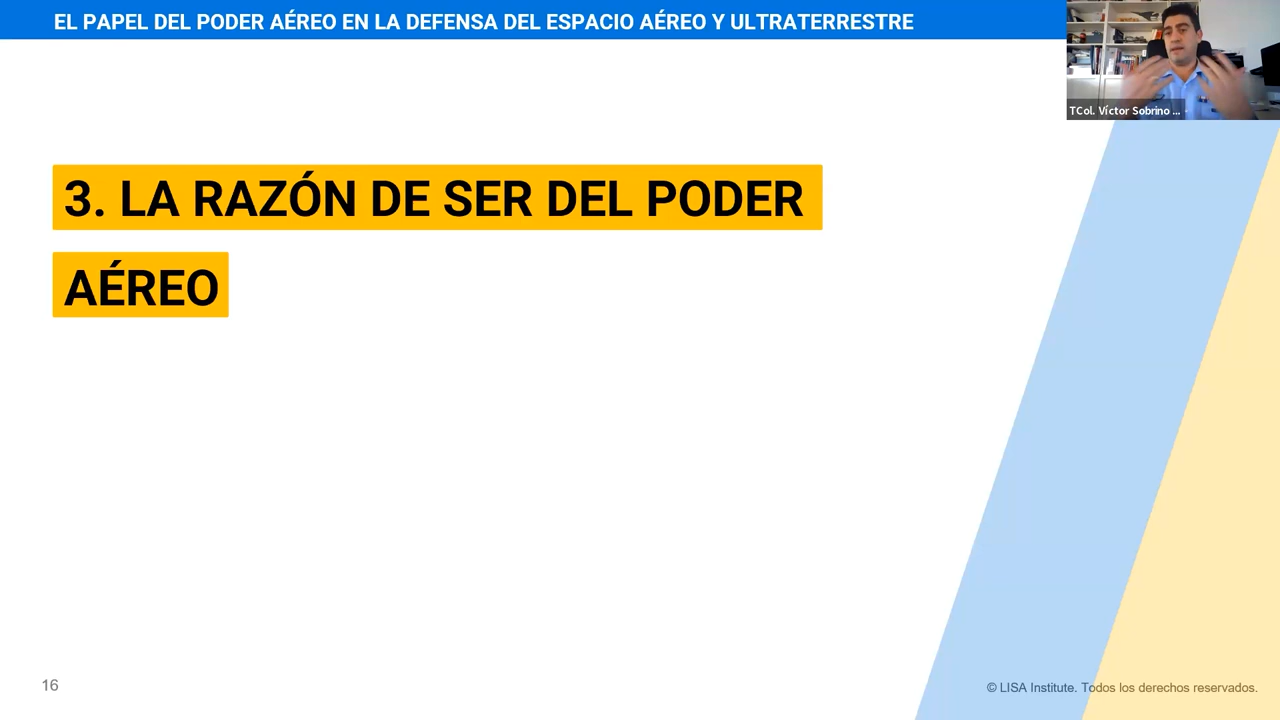 EL PAPEL DEL PODER AÉREO EN LA DEFENSA DEL ESPACIO AÉREO Y ULTRATERRESTRE
TCol. Víctor Sobrino ...
3. LA RAZÓN DE SER DEL PODER
AÉREO
16
© LISA Institute. Todos los derechos reservados.